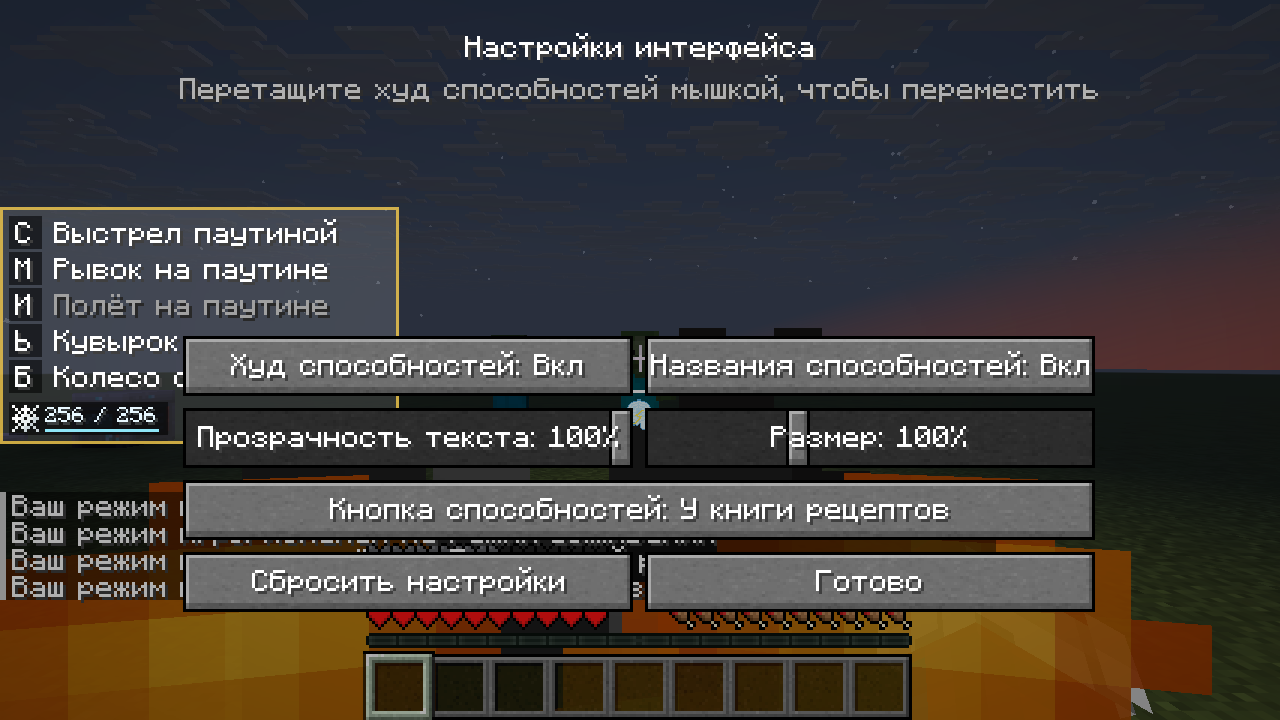 Настройки интерфейса
Перетащите худ способностей мышкой, чтобы переместить
С Выстрел паутиной
М Рывок на паутине
И Полёт на паутине
Ь Кувырок
Б Колесо
256 / 256
Худ способностей: Вкл
Названия способностей: Вкл
Прозрачность текста: 100%
Размер: 100%
Кнопка способностей: У книги рецептов
Ваш режим
Ваш режим
Ваш режим
Ваш режим
Сбросить настройки
Готово